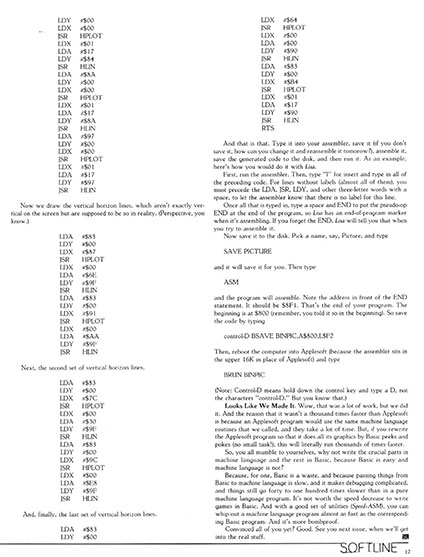 LDY #$00
LDX #$00
JSR HPLOT
LDX #$01
LDA #$17
LDY #$84
JSR HLIN
LDA #$8A
LDY #$00
LDX #$00
JSR HPLOT
LDX #$01
LDA #$17
LDY #$8A
JSR HLIN
LDA #$97
LDY #$00
LDX #$00
JSR HPLOT
LDX #$01
LDA #$17
LDY #$97
JSR HLIN
Now we draw the vertical horizon lines, which aren't exactly ver-
tical on the screen but are supposed to be so in reality. (Perspective, you
know.)
LDA #$83
LDY #$00
LDX #$87
JSR HPLOT
LDX #$00
LDA #$6E
LDY #$9F
JSR HLIN
LDA #$83
LDY #$00
LDX #$91
JSR HPLOT
LDX #$00
LDA #$AA
LDY #$9F
JSR HLIN
Next, the second set of vertical horizon lines.
LDA #$83
LDY #$00
LDX #$7C
JSR HPLOT
LDX #$00
LDA #$30
LDY #$9F
JSR HLIN
LDA #$83
LDY #$00
LDX #$9C
JSR HPLOT
LDX #$00
LDA #$E8
LDY #$9F
JSR HLIN
And, finally, the last set of vertical horizon lines.
LDA #$83
LDY #$00
LDX #$64
JSR HPLOT
LDX #$00
LDA #$00
LDY #$90
JSR HLIN
LDA #$83
LDY #$00
LDX #$B4
JSR HPLOT
LDX #$01
LDA #$17
LDY #$90
JSR HLIN
RTS
And that is that. Type it into your assembler, save it (if you don't
save it, how can you change it and reassemble it tomorow?), assemble it,
save the generated code to the disk, and then run it. As an example,
here's how you would do it with Lisa.
First, run the assembler. Then, type "I" for insert and type in all of
the preceding code. For lines without labels (almost all of them), you
must precede the LDA, JSR, LDY, and other three-letter words with a
space, to let the assembler know that there is no label for this line.
Once all that is typed in, type a space and END to put the pseudo-op
END at the end of the program, so Lisa has an end-of-program marker
when it's assembling. If you forget the END, Lisa will tell you that when
you try to assemble it.
Now save it to the disk. Pick a name, say, Picture, and type
SAVE PICTURE
and it will save it for you. Then type
ASM
and the program will assemble. Note the address in front of the END
statement. It should be $8F1. That's the end of your program. The
beginning is at $800 (remember, you told it so in the beginning). So save
the code by typing
control-D BSAVE BINPIC,A$800,L$F2
Then, reboot the computer into Applesoft (because the assembler sits in
the upper 16K in place of Applesoft) and type
BRUN BINPIC
(Note: Control-D means hold down the control key and type a D, not
the characters "control-D." But you know that.)
Looks Like We Made It. Wow, that was a lot of work, but we did
it. And the reason that it wasn't a thousand times faster than Applesoft
is because an Applesoft program would use the same machine language
routines that we called, and they take a lot of time. But, if you rewrite
the Applesoft program so that it does all its graphics by Basic peeks and
pokes (no small task!), this will literally run thousands of times faster.
So, you all mumble to yourselves, why not write the crucial parts in
machine language and the rest in Basic, because Basic is easy and
machine language is not?
Because, for one, Basic is a waste, and because passing things from
Basic to machine language is slow, and it makes debugging complicated,
and things still go forty to one hundred times slower than in a pure
machine language program. It's not worth the speed decrease to write
games in Basic. And with a good set of utilities (Speed-ASM), you can
whip out a machine language program almost as fast as the correspond-
ing Basic program. And it's more bombproof.
Convinced all of you yet? Good. See you next issue, when we'll get
into the real stuff.
SOFTLINE 17